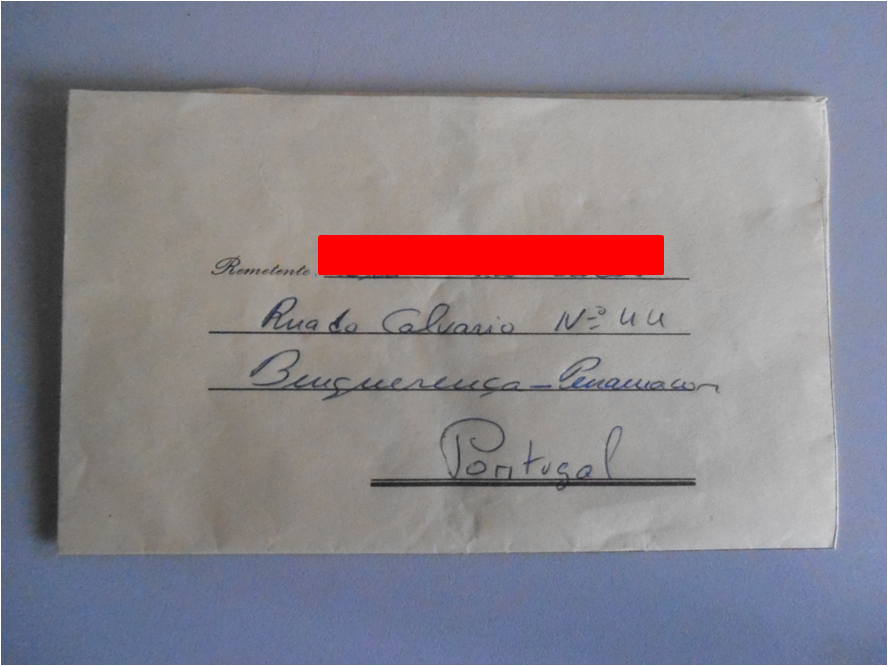 Remetente:
Rua do Calvario Nº 44
Benquerença - Penamacor
Portugal